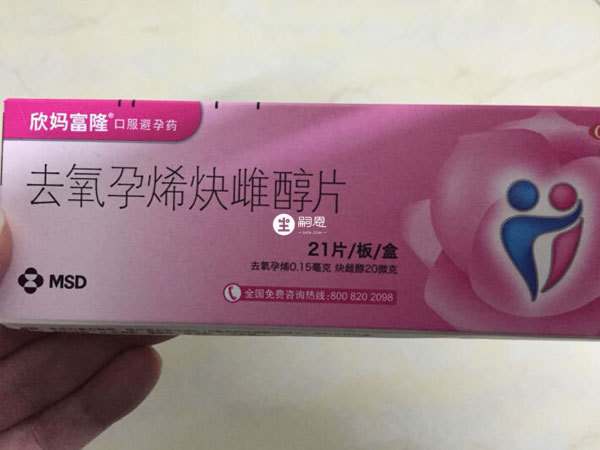 欣妈富隆® 口服避孕药
去氧孕烯炔雌醇片
嗣恩
21片/板/盒
去氧孕烯0.15毫克 炔雌醇20微克
MSD
全国免费咨询热线:800 820 2098